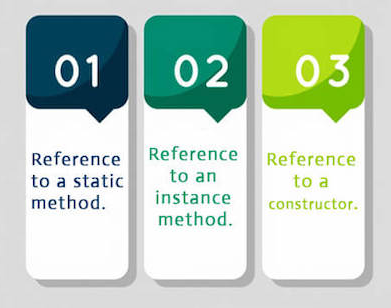 01
Reference
to a static
method.
02
Reference
to an
instance
method.
03
Reference
to a
constructor.